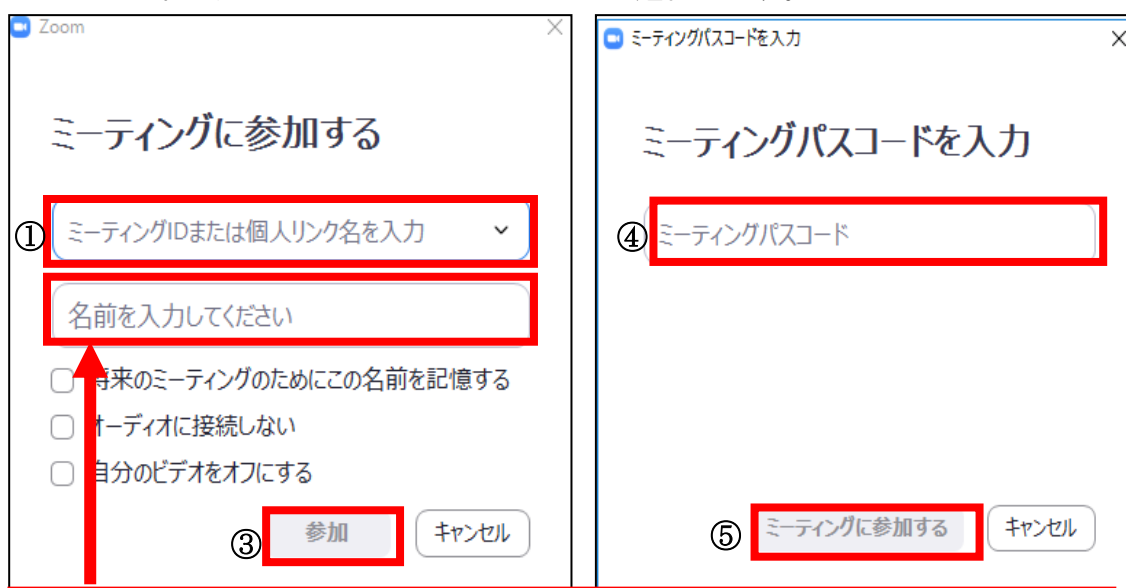 Zoom
ミーティングに参加する
①
ミーティングIDまたは個人リンク名を入力
名前を入力してください
将来のミーティングのためにこの名前を記憶する
オーディオに接続しない
自分のビデオをオフにする
③ 参加 キャンセル
ミーティングパスコードを入力
ミーティングパスコードを入力
④ ミーティングパスコード
⑤ ミーティングに参加する キャンセル